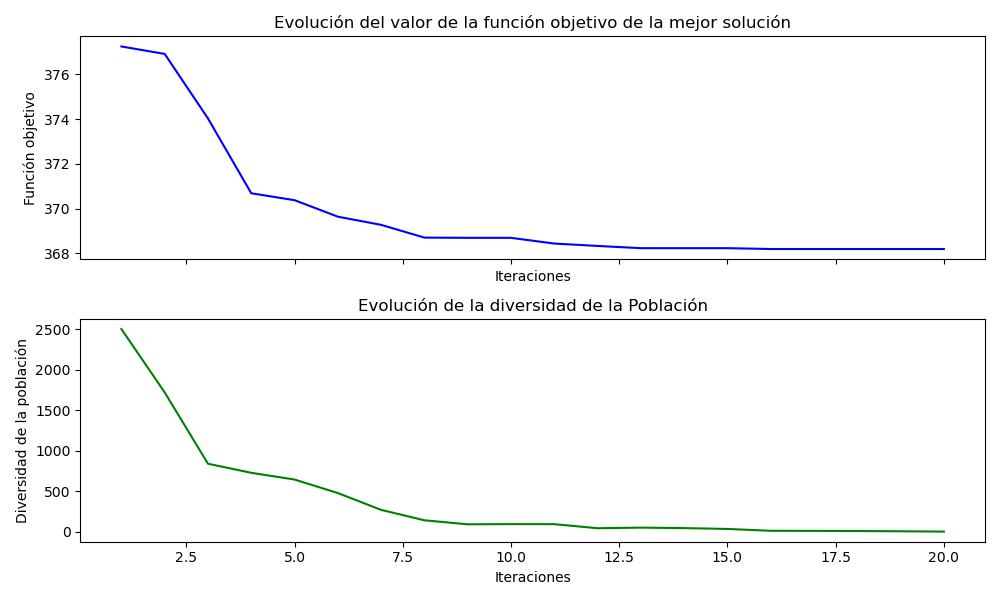 Evolución del valor de la función objetivo de la mejor solución
376
374
372
370
368
Función objetivo
Iteraciones
Evolución de la diversidad de la Población
2500
2000
1500
1000
500
0
Diversidad de la población
2.5 5.0 7.5 10.0 12.5 15.0 17.5 20.0
Iteraciones